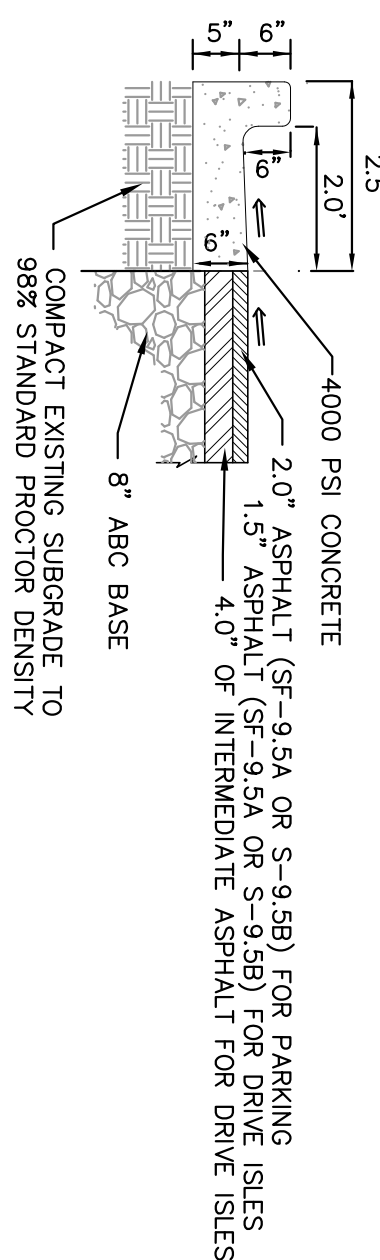 2.5'
2.0'
5"
6"
6"
6"
4000 PSI CONCRETE
2.0" ASPHALT (SF-9.5A OR S-9.5B) FOR PARKING
1.5" ASPHALT (SF-9.5A OR S-9.5B) FOR DRIVE ISLES
4.0" OF INTERMEDIATE ASPHALT FOR DRIVE ISLES
8" ABC BASE
COMPACT EXISTING SUBGRADE TO
98% STANDARD PROCTOR DENSITY